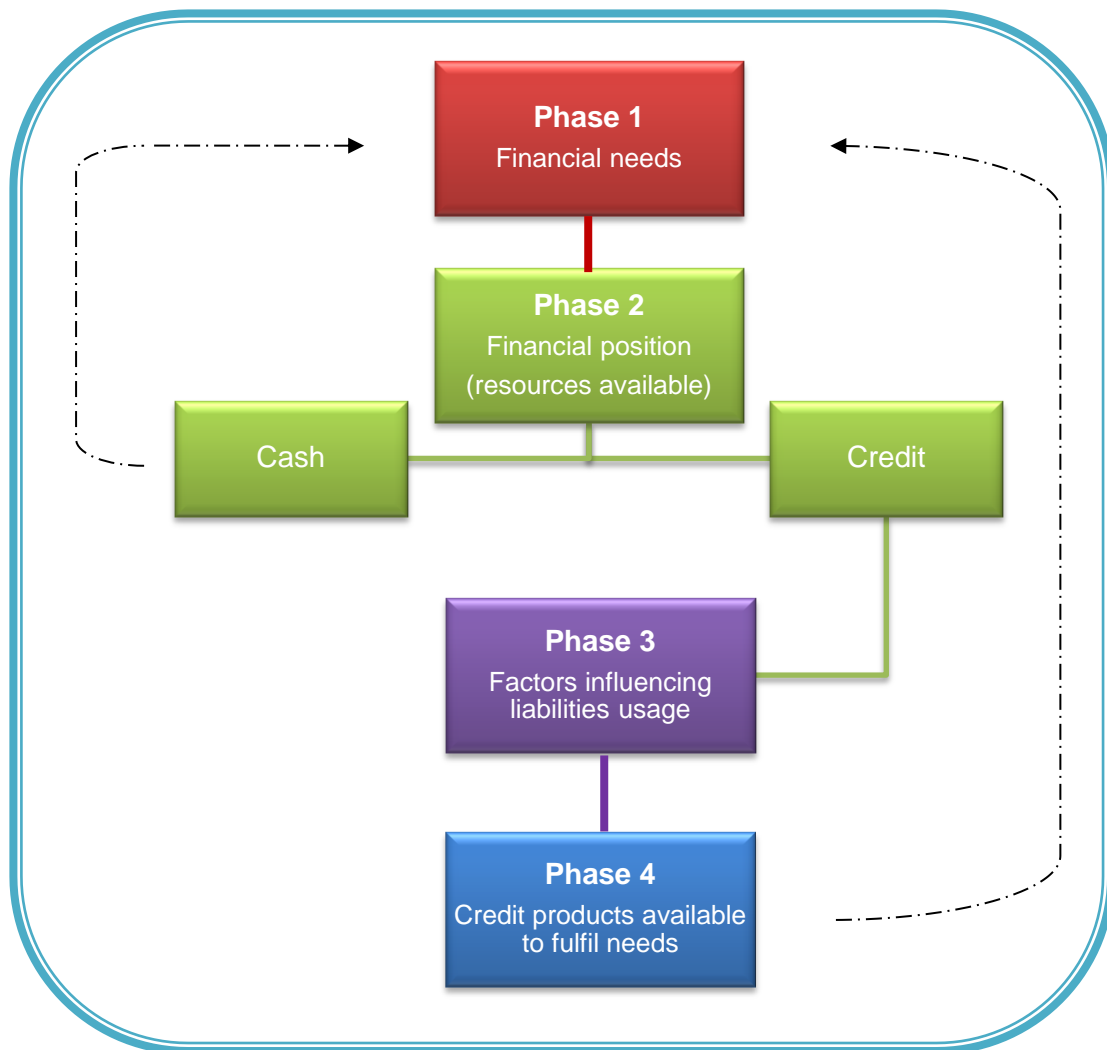 Phase 1
Financial needs
Phase 2
Financial position
(resources available)
Cash
Credit
Phase 3
Factors influencing
liabilities usage
Phase 4
Credit products available
to fulfil needs